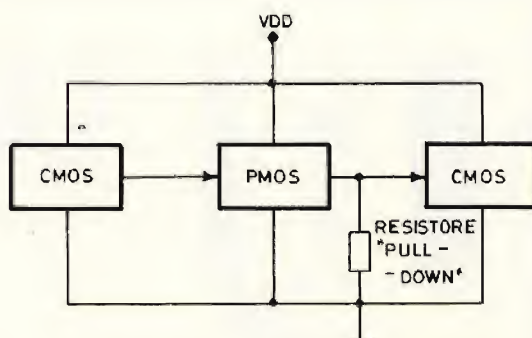 VDD
CMOS
PMOS
CMOS
RESISTORE
"PULL-
-DOWN"